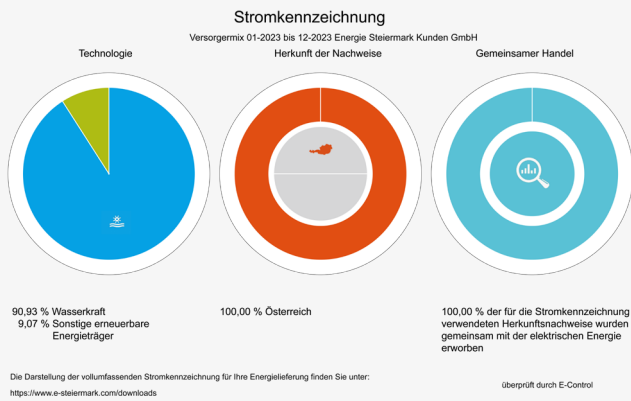 Stromkennzeichnung
Versorgermix 01-2023 bis 12-2023 Energie Steiermark Kunden GmbH
Technologie
Herkunft der Nachweise
Gemeinsamer Handel
90,93 % Wasserkraft
9,07 % Sonstige erneuerbare
Energieträger
100,00 % Österreich
100,00 % der für die Stromkennzeichnung
verwendeten Herkunftsnachweise wurden
gemeinsam mit der elektrischen Energie
erworben
Die Darstellung der vollumfassenden Stromkennzeichnung für Ihre Energielieferung finden Sie unter:
https://www.e-steiermark.com/downloads
überprüft durch E-Control